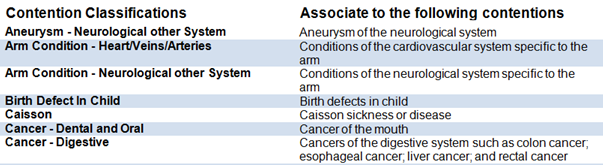 Contention Classifications Associate to the following contentions
Aneurysm - Neurological other System Aneurysm of the neurological system
Arm Condition - Heart/Veins/Arteries Conditions of the cardiovascular system specific to the
arm
Arm Condition - Neurological other System Conditions of the neurological system specific to the
arm
Birth Defect In Child Birth defects in child
Caisson Caisson sickness or disease
Cancer - Dental and Oral Cancer of the mouth
Cancer - Digestive Cancers of the digestive system such as colon cancer;
esophageal cancer; liver cancer; and rectal cancer